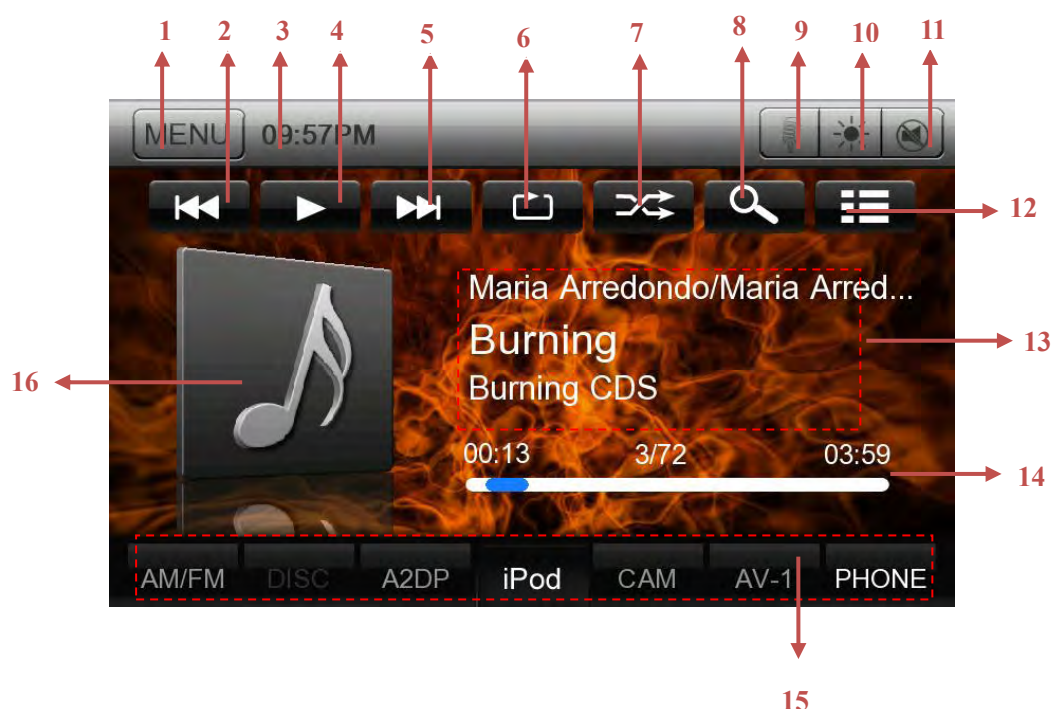 1 2 3 4 5 6 7 8 9 10 11
MENU 09:57PM
12
Maria Arredondo/Maria Arred...
Burning
13
16
Burning CDS
00:13 3/72 03:59
14
AM/FM DISC A2DP iPod CAM AV-1 PHONE
15